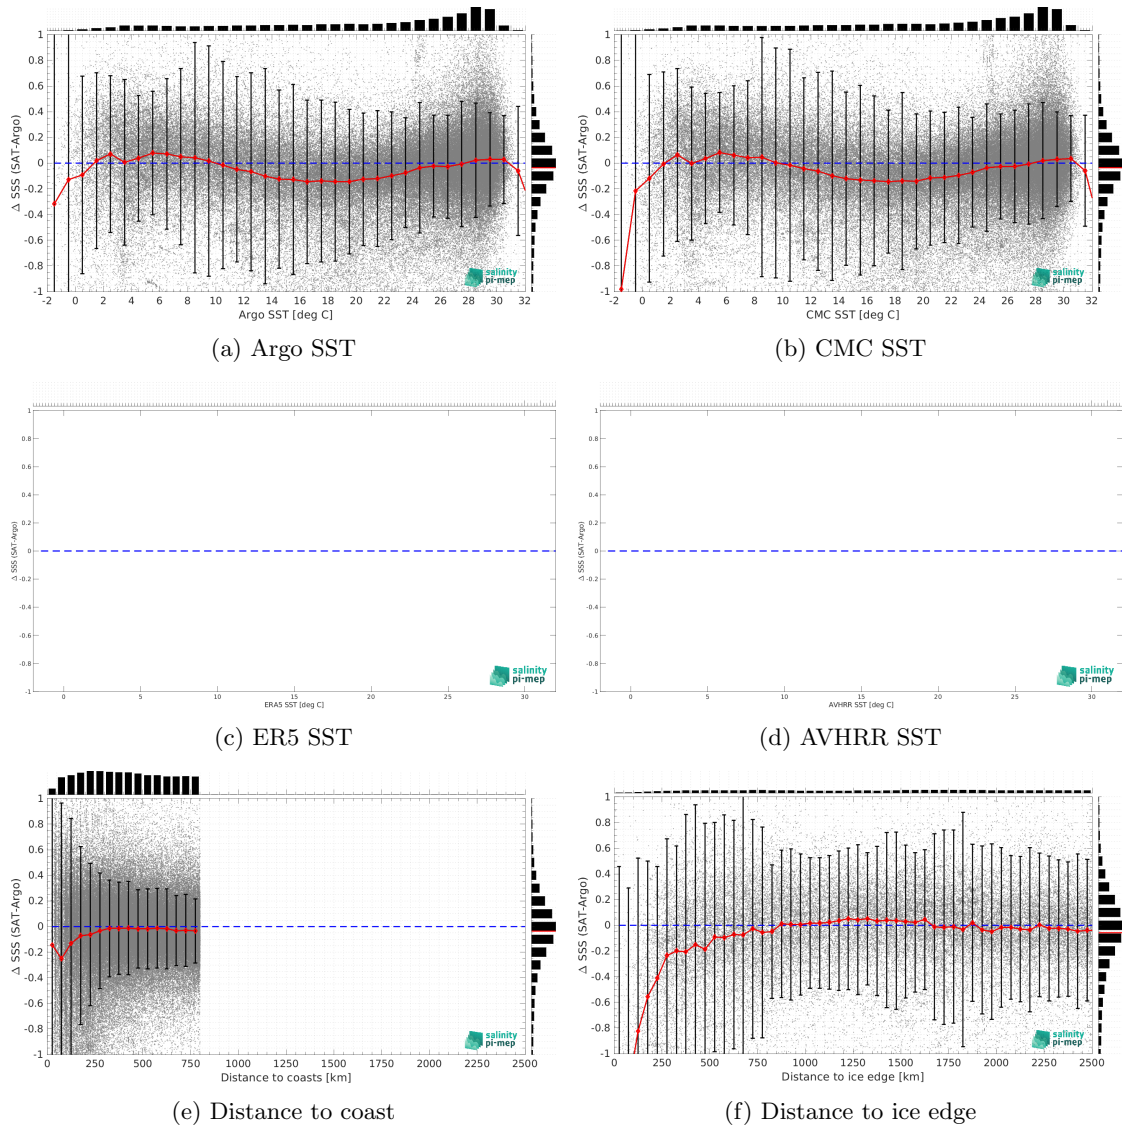 1
0.8
0.6
0.4
0.2
0
-0.2
-0.4
-0.6
-0.8
-1
Δ SSS (SAT-Argo)
salinity
pi-mep
-2 0 2 4 6 8 10 12 14 16 18 20 22 24 26 28 30 32
Argo SST [deg C]
(a) Argo SST
1
0.8
0.6
0.4
0.2
0
-0.2
-0.4
-0.6
-0.8
-1
Δ SSS (SAT-Argo)
salinity
pi-mep
-2 0 2 4 6 8 10 12 14 16 18 20 22 24 26 28 30 32
CMC SST [deg C]
(b) CMC SST
1
0.8
0.6
0.4
0.2
0
-0.2
-0.4
-0.6
-0.8
-1
Δ SSS (SAT-Argo)
salinity
pi-mep
0 5 10 15 20 25 30
ERA5 SST [deg C]
(c) ER5 SST
1
0.8
0.6
0.4
0.2
0
-0.2
-0.4
-0.6
-0.8
-1
Δ SSS (SAT-Argo)
salinity
pi-mep
0 5 10 15 20 25 30
AVHRR SST [deg C]
(d) AVHRR SST
1
0.8
0.6
0.4
0.2
0
-0.2
-0.4
-0.6
-0.8
-1
Δ SSS (SAT-Argo)
salinity
pi-mep
0 250 500 750 1000 1250 1500 1750 2000 2250 2500
Distance to coasts [km]
(e) Distance to coast
1
0.8
0.6
0.4
0.2
0
-0.2
-0.4
-0.6
-0.8
-1
Δ SSS (SAT-Argo)
salinity
pi-mep
0 250 500 750 1000 1250 1500 1750 2000 2250 2500
Distance to ice edge [km]
(f) Distance to ice edge